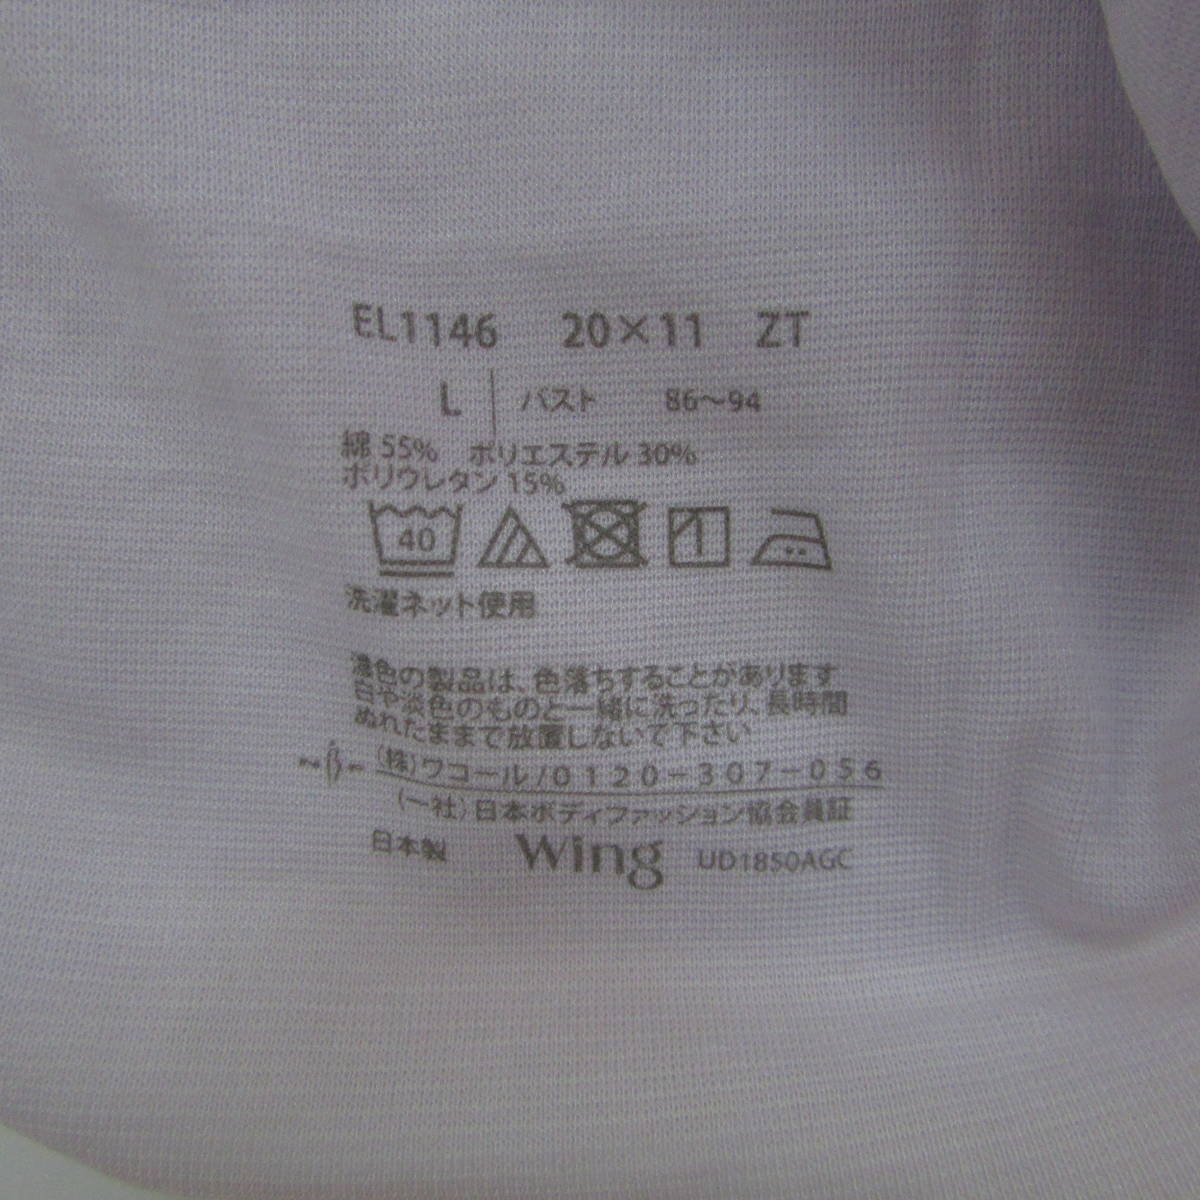 EL1146 20×11 ZT
L バスト 86〜94
綿 55% ポリエステル 30%
ポリウレタン 15%
40
洗濯ネット使用
濃色の製品は、色落ちすることがあります
白や淡色のものと一緒に洗ったり、長時間
ぬれたままで放置しないで下さい
(株)ワコール/0120-307-056
(一社)日本ボディファッション協会員証
日本製 Wing UD1850AGC